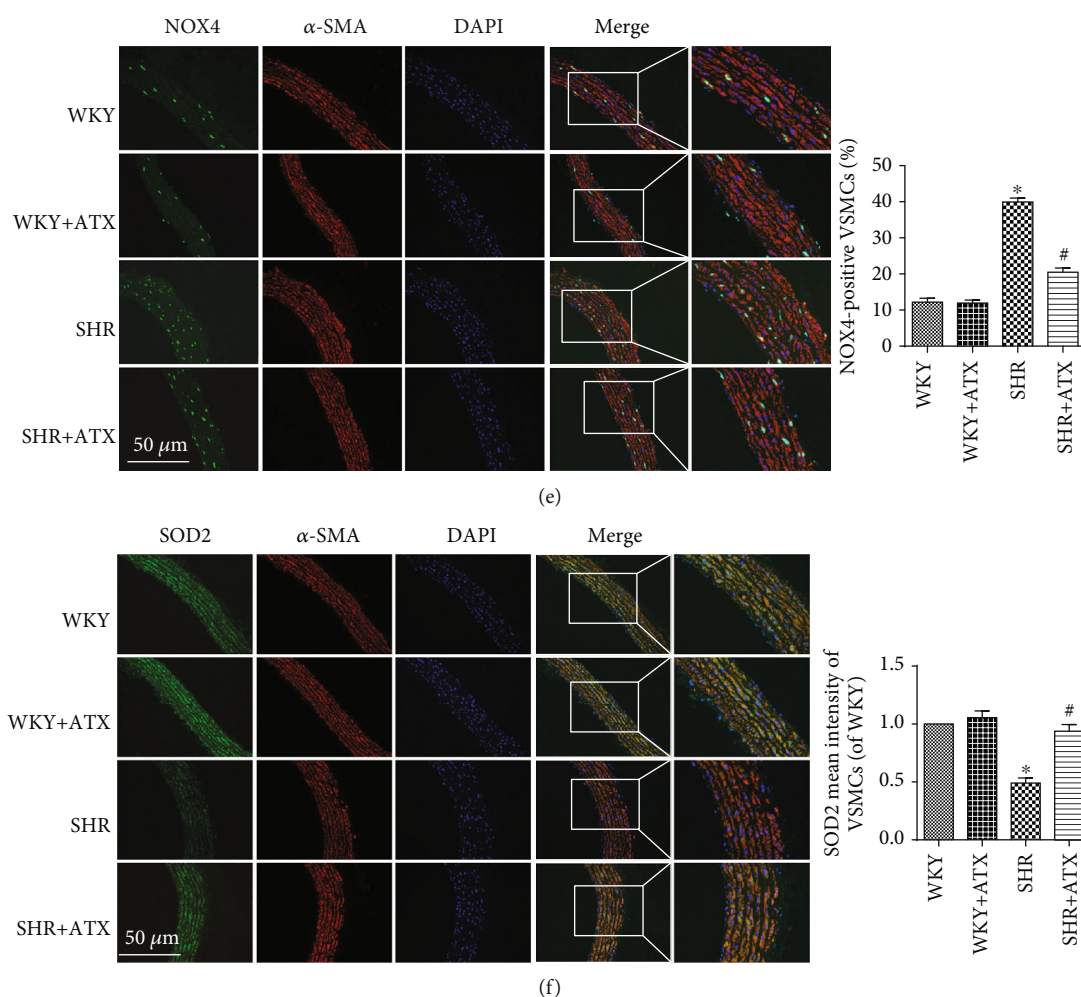 NOX4 α-SMA DAPI Merge
WKY
WKY+ATX
SHR
SHR+ATX
50 μm
NOX4-positive VSMCs (%)
50
40
30
20
10
0
*
#
WKY
WKY+ATX
SHR
SHR+ATX
(e)
SOD2 α-SMA DAPI Merge
WKY
WKY+ATX
SHR
SHR+ATX
50 μm
SOD2 mean intensity of
VSMCs (of WKY)
1.5
1.0
0.5
0.0
*
#
WKY
WKY+ATX
SHR
SHR+ATX
(f)